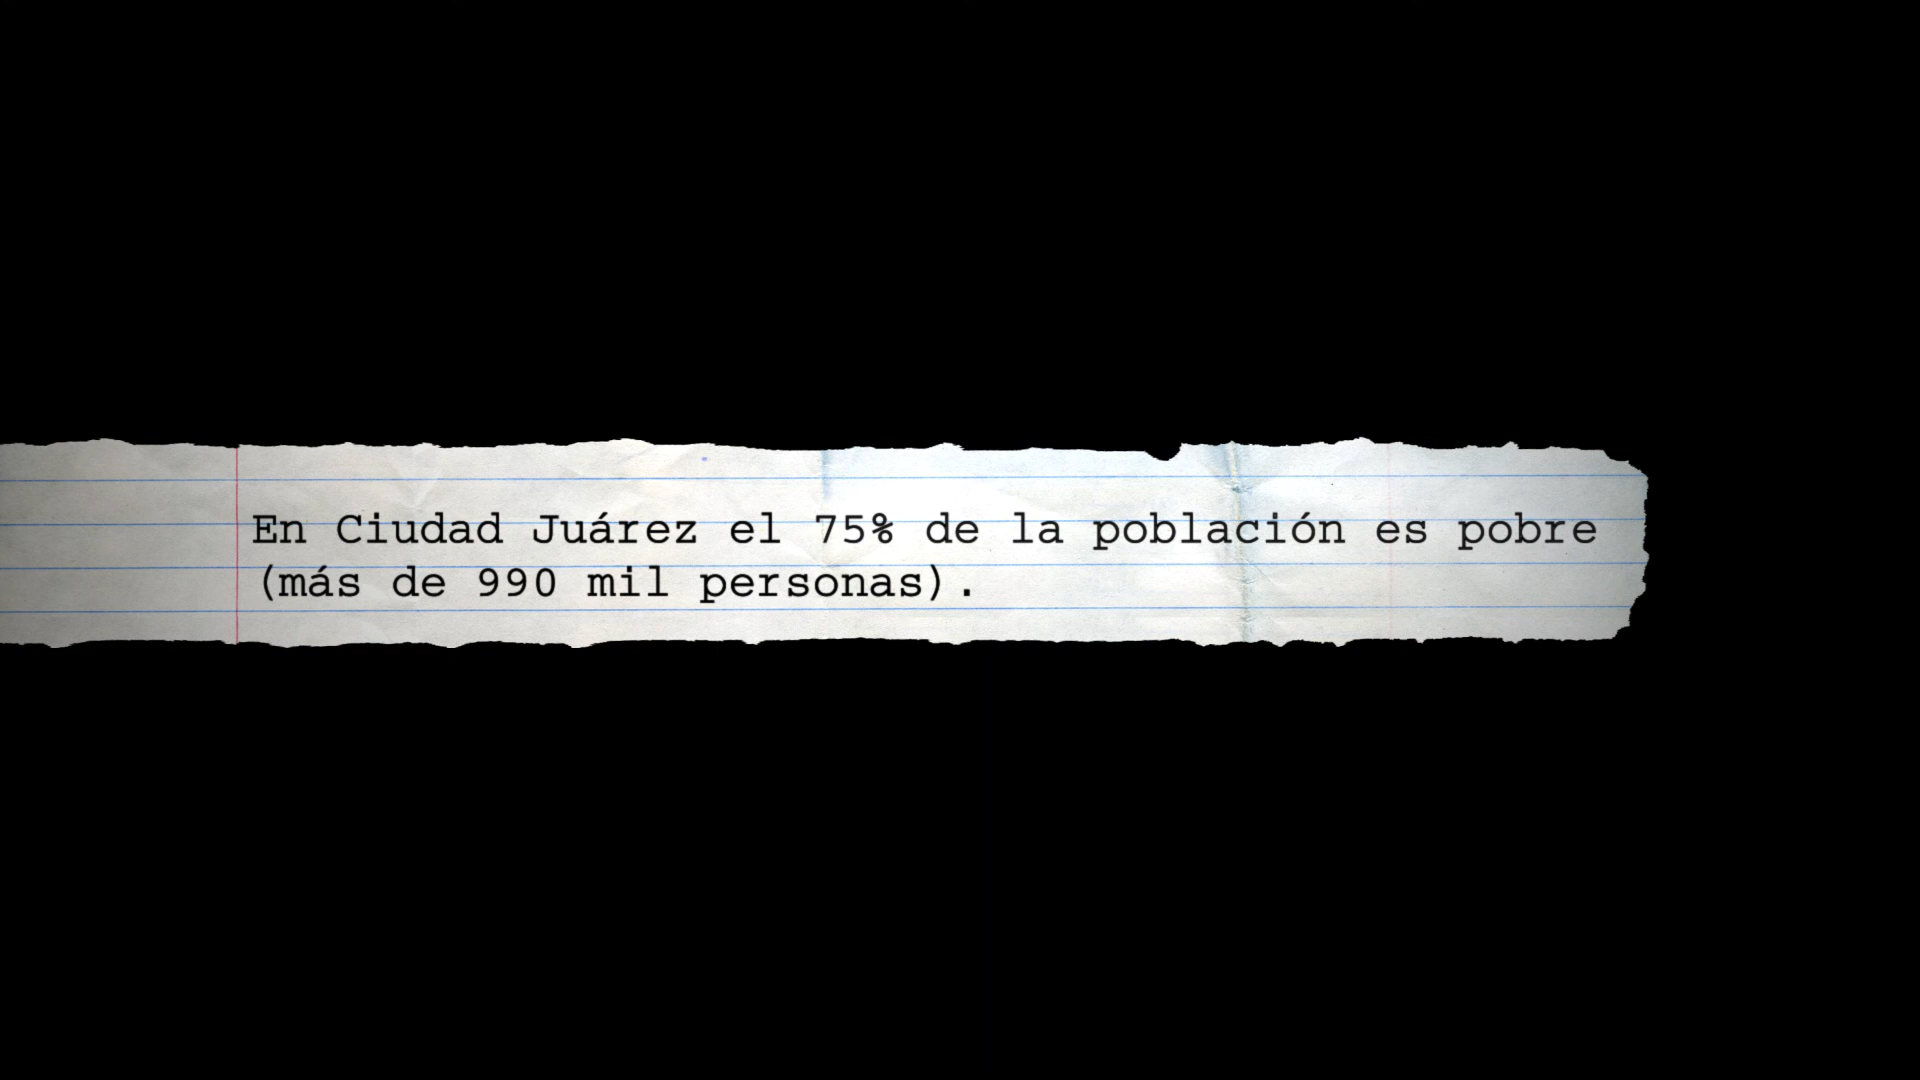 En Ciudad Juárez el 75% de la población es pobre
(más de 990 mil personas).